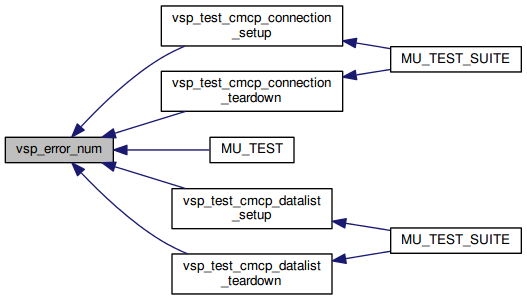 vsp_test_cmcp_connection
_setup
MU_TEST_SUITE
vsp_test_cmcp_connection
_teardown
vsp_error_num
MU_TEST
vsp_test_cmcp_datalist
_setup
MU_TEST_SUITE
vsp_test_cmcp_datalist
_teardown